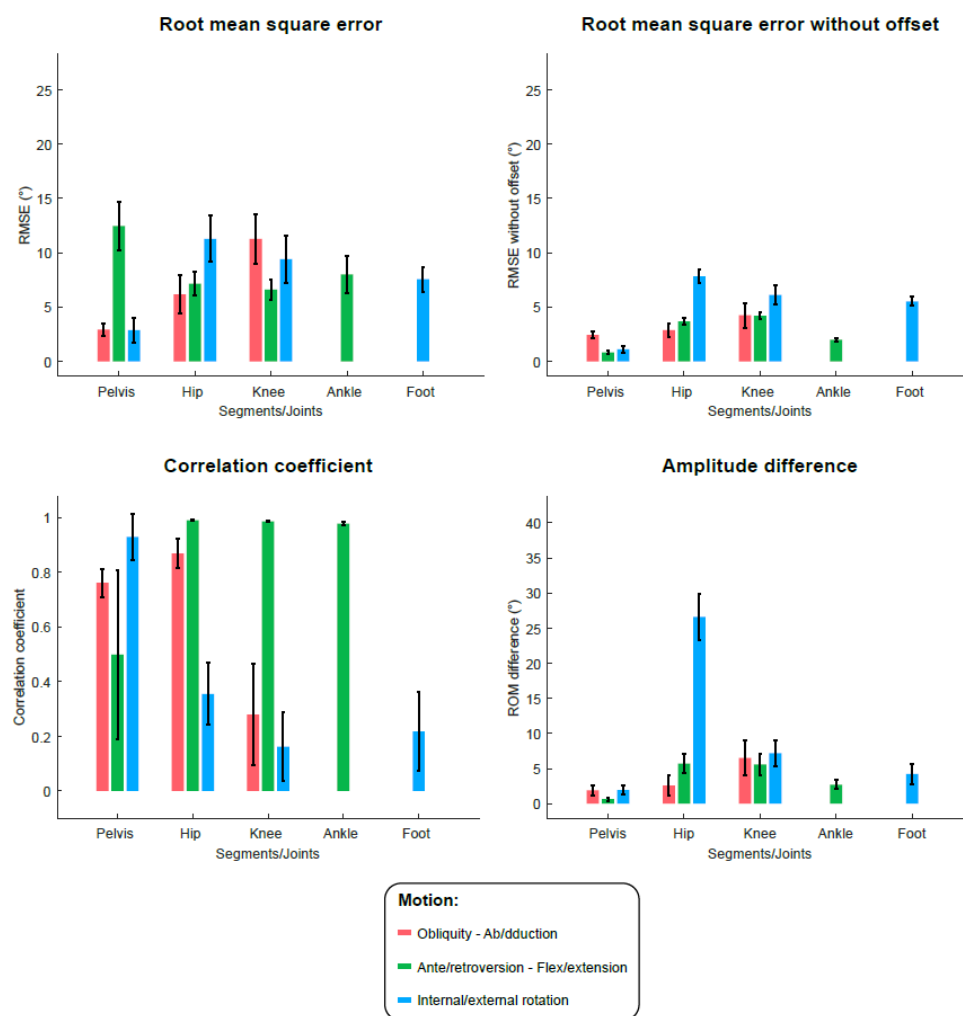 Root mean square error
RMSE (°)
25
20
15
10
5
0
Pelvis Hip Knee Ankle Foot
Segments/Joints
Root mean square error without offset
RMSE without offset (°)
25
20
15
10
5
0
Pelvis Hip Knee Ankle Foot
Segments/Joints
Correlation coefficient
Correlation coefficient
1
0.8
0.6
0.4
0.2
0
Pelvis Hip Knee Ankle Foot
Segments/Joints
Amplitude difference
ROM difference (°)
40
35
30
25
20
15
10
5
0
Pelvis Hip Knee Ankle Foot
Segments/Joints
Motion:
Obliquity - Ab/dduction
Ante/retroversion - Flex/extension
Internal/external rotation